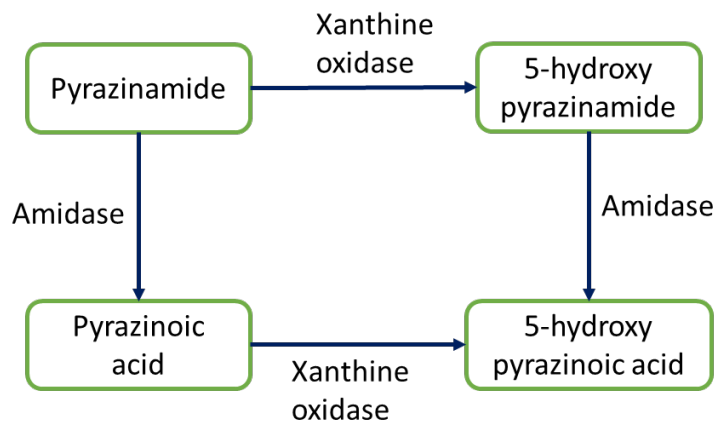 Xanthine
oxidase
Pyrazinamide
5-hydroxy
pyrazinamide
Amidase
Amidase
Pyrazinoic
acid
5-hydroxy
pyrazinoic acid
Xanthine
oxidase